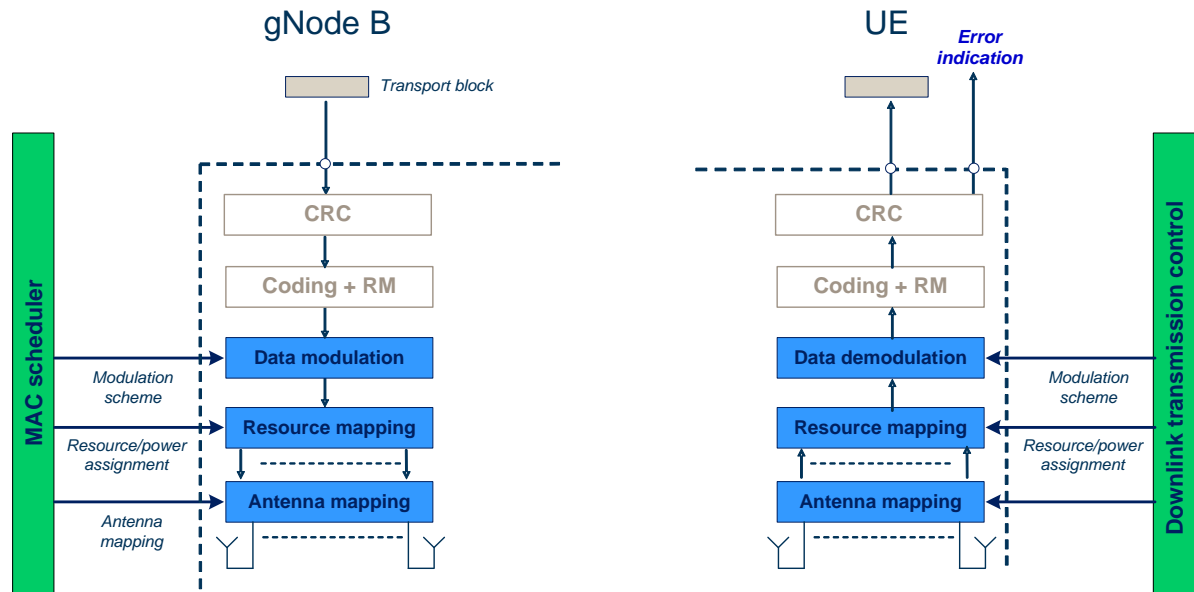 gNode B
Transport block
MAC scheduler
CRC
Coding + RM
Data modulation
Modulation
scheme
Resource mapping
Resource/power
assignment
Antenna mapping
Antenna
mapping
UE
Error
indication
CRC
Coding + RM
Data demodulation
Modulation
scheme
Resource mapping
Resource/power
assignment
Antenna mapping
Downlink transmission control